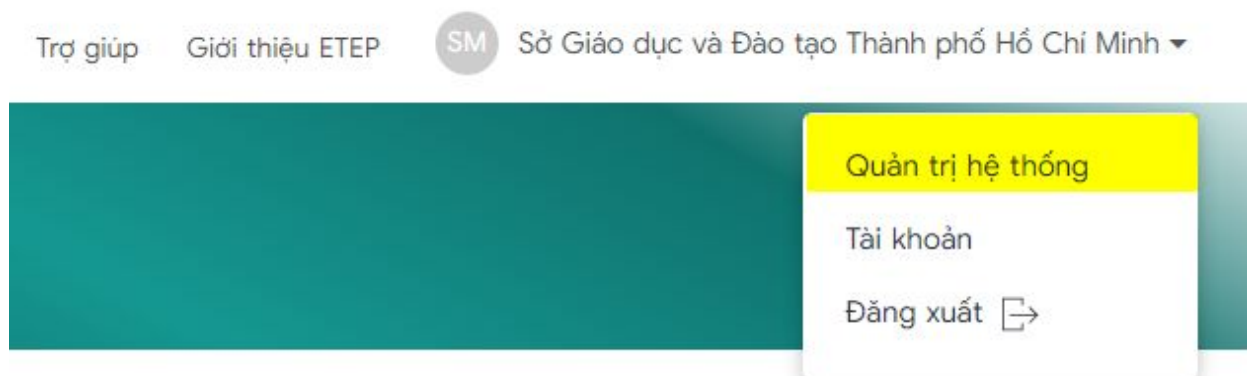 Trợ giúp Giới thiệu ETEP SM Sở Giáo dục và Đào tạo Thành phố Hồ Chí Minh
Quản trị hệ thống
Tài khoản
Đăng xuất